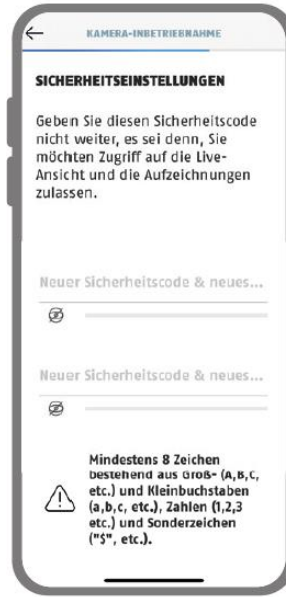 KAMERA-INBETRIEBNAHME
SICHERHEITSEINSTELLUNGEN
Geben Sie diesen Sicherheitscode
nicht weiter, es sei denn, Sie
möchten Zugriff auf die Live-
Ansicht und die Aufzeichnungen
zulassen.
Neuer Sicherheitscode & neues...
Neuer Sicherheitscode & neues...
Mindestens 8 Zeichen
bestehend aus Groß- (A,B,C,
etc.) und Kleinbuchstaben
(a,b,c, etc.), Zahlen (1,2,3
etc.) und Sonderzeichen
("$", etc.).